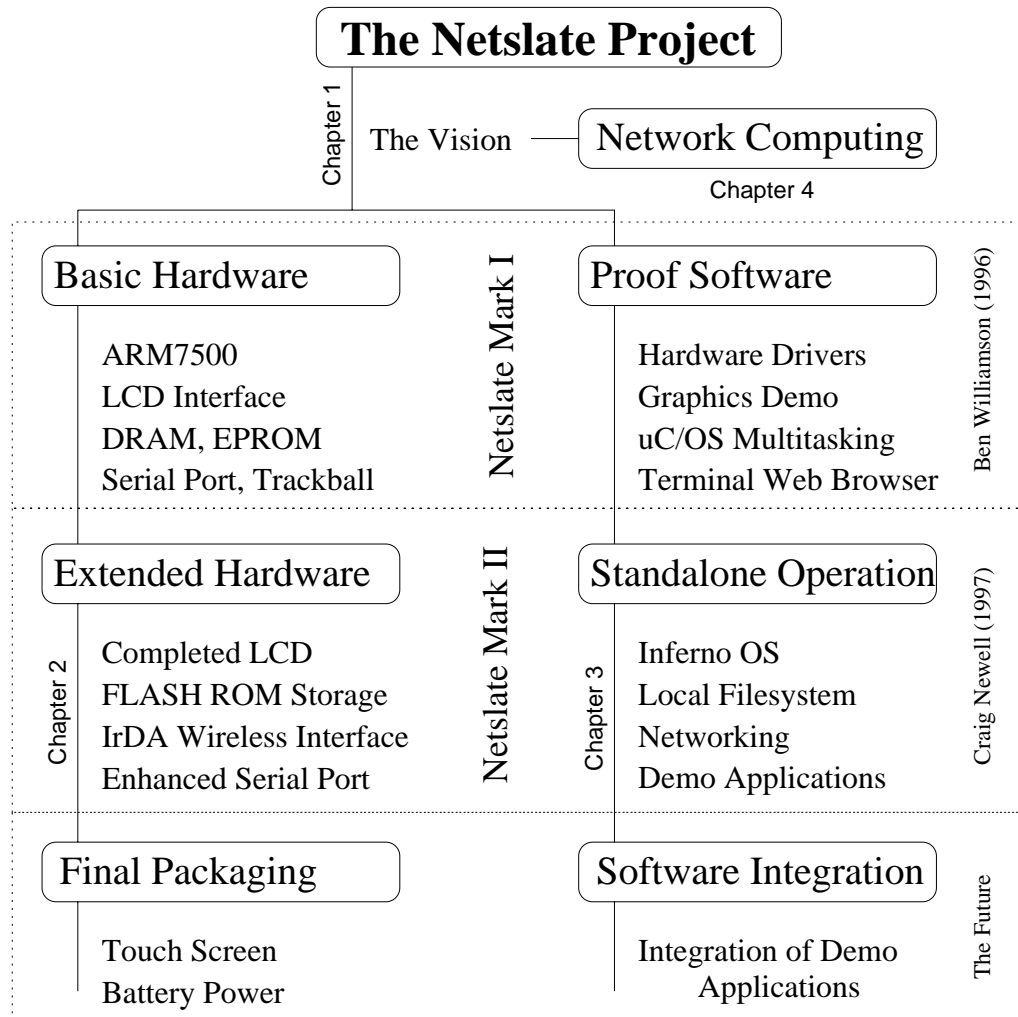 The Netslate Project
Chapter 1
The Vision
Network Computing
Chapter 4
Basic Hardware
ARM7500
LCD Interface
DRAM, EPROM
Serial Port, Trackball
Netslate Mark I
Proof Software
Hardware Drivers
Graphics Demo
uC/OS Multitasking
Terminal Web Browser
Ben Williamson (1996)
Extended Hardware
Chapter 2
Completed LCD
FLASH ROM Storage
IrDA Wireless Interface
Enhanced Serial Port
Netslate Mark II
Standalone Operation
Chapter 3
Inferno OS
Local Filesystem
Networking
Demo Applications
Craig Newell (1997)
Final Packaging
Touch Screen
Battery Power
Software Integration
Integration of Demo
Applications
The Future